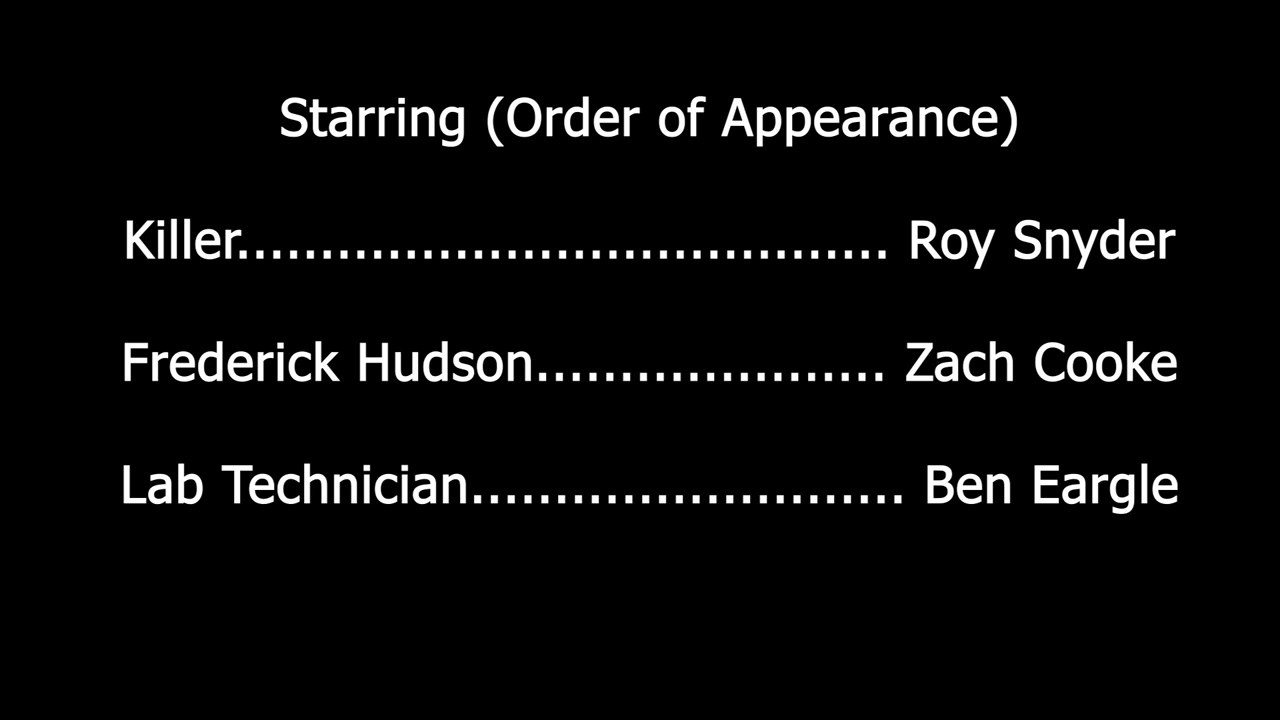 Starring (Order of Appearance)
Killer....................................... Roy Snyder
Frederick Hudson..................... Zach Cooke
Lab Technician.......................... Ben Eargle